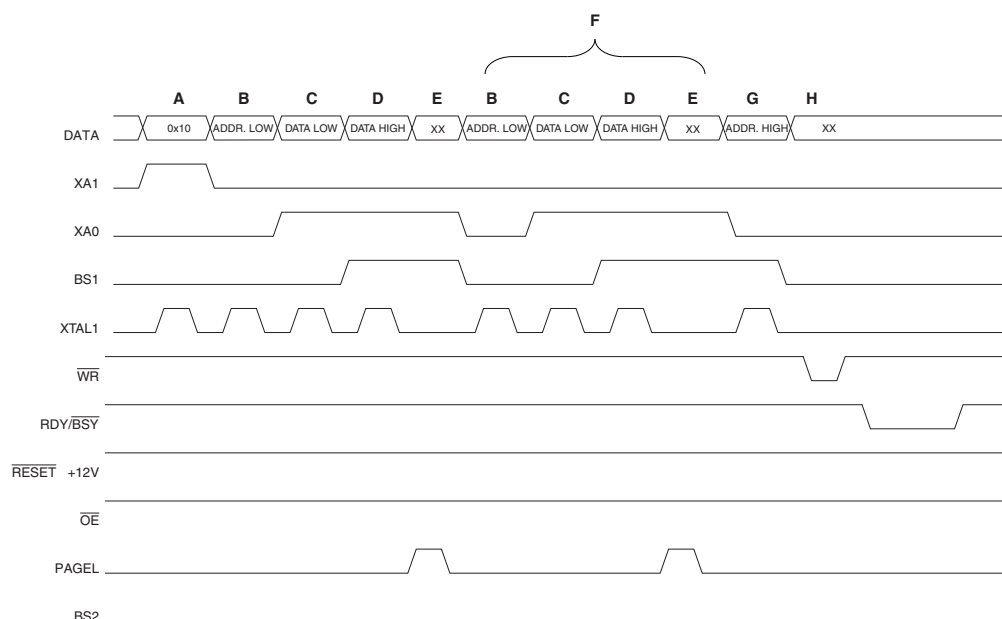 F
A B C D E B C D E G H
DATA 0x10 ADDR. LOW DATA LOW DATA HIGH XX ADDR. LOW DATA LOW DATA HIGH XX ADDR. HIGH XX
XA1
XA0
BS1
XTAL1
WR
RDY/BSY
RESET +12V
OE
PAGEL
BS2